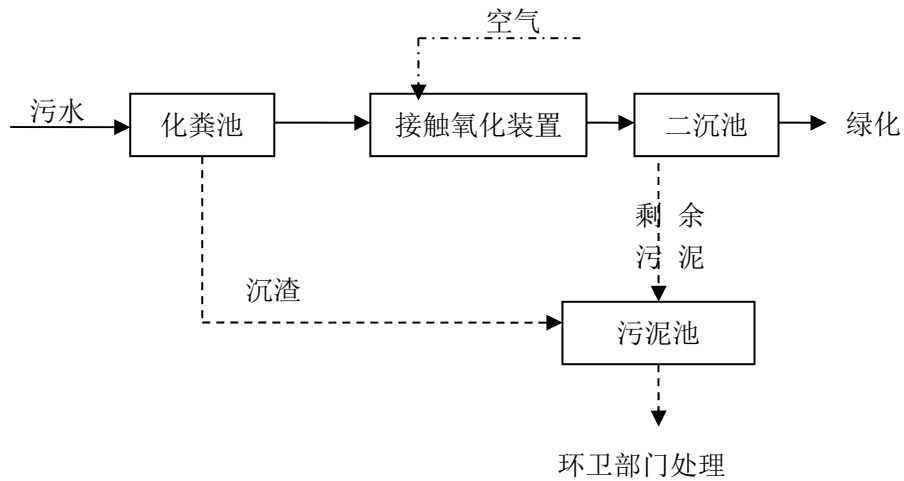 空气
污水
化粪池
接触氧化装置
二沉池
绿化
剩 余
污 泥
沉渣
污泥池
环卫部门处理